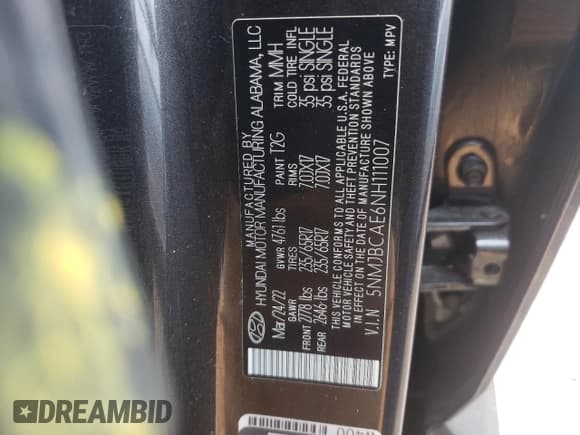 MANUFACTURED BY
HYUNDAI MOTOR MANUFACTURING ALABAMA, LLC
Mar/24/22 PAINT T2G TRIM MMH
GVWR 4761 lbs
GAWR TIRES RIMS COLD TIRE INFL
FRONT 2778 lbs 235/65R17 7.0JX17 35 psi SINGLE
REAR 2646 lbs 235/65R17 7.0JX17 35 psi SINGLE
THIS VEHICLE CONFORMS TO ALL APPLICABLE U.S.A. FEDERAL
MOTOR VEHICLE SAFETY AND THEFT PREVENTION STANDARDS
IN EFFECT ON THE DATE OF MANUFACTURE SHOWN ABOVE
V.I.N 5NMJBCAE6NH111007 TYPE: MPV
DREAMBID